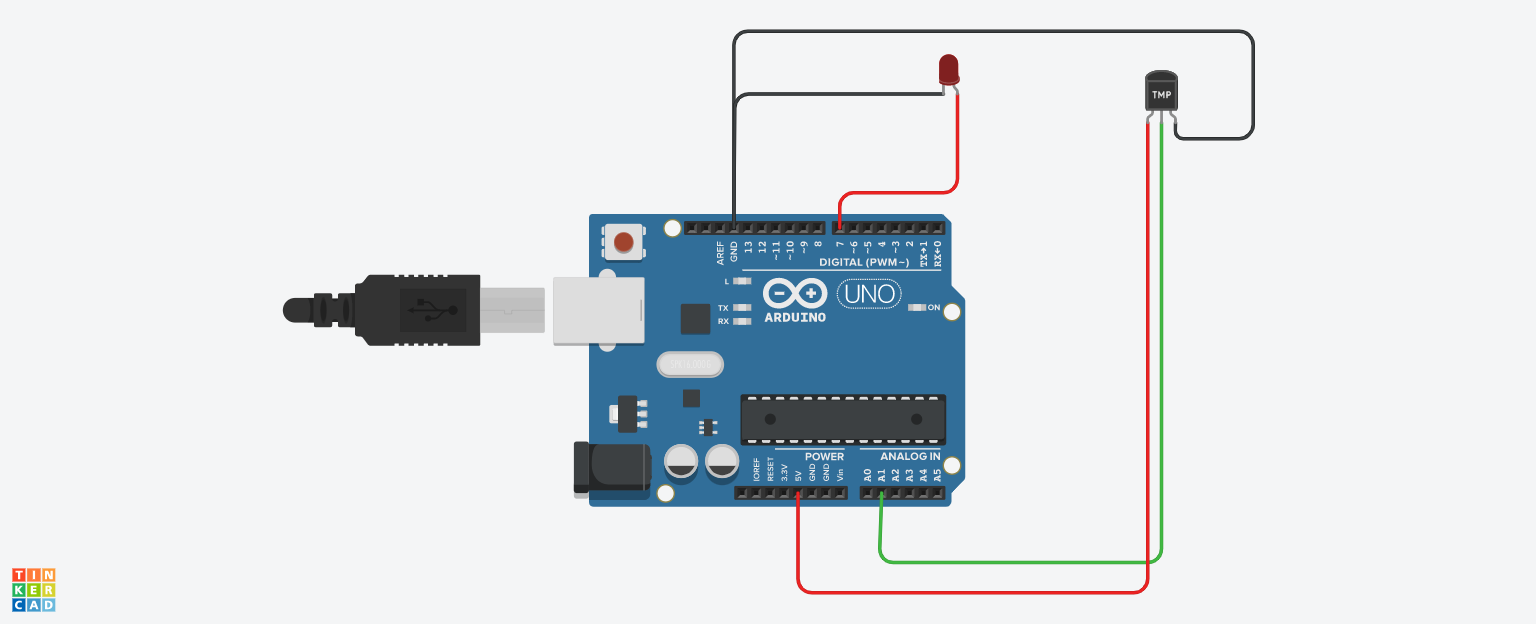 TMP
AREF
GND
13
12
~11
~10
~9
8
7
~6
~5
4
~3
2
TX→1
RX←0
DIGITAL (PWM~)
L
TX
RX
UNO
ARDUINO
ON
POWER
ANALOG IN
IOREF
RESET
3.3V
5V
GND
GND
Vin
A0
A1
A2
A3
A4
A5
TIN
KER
CAD